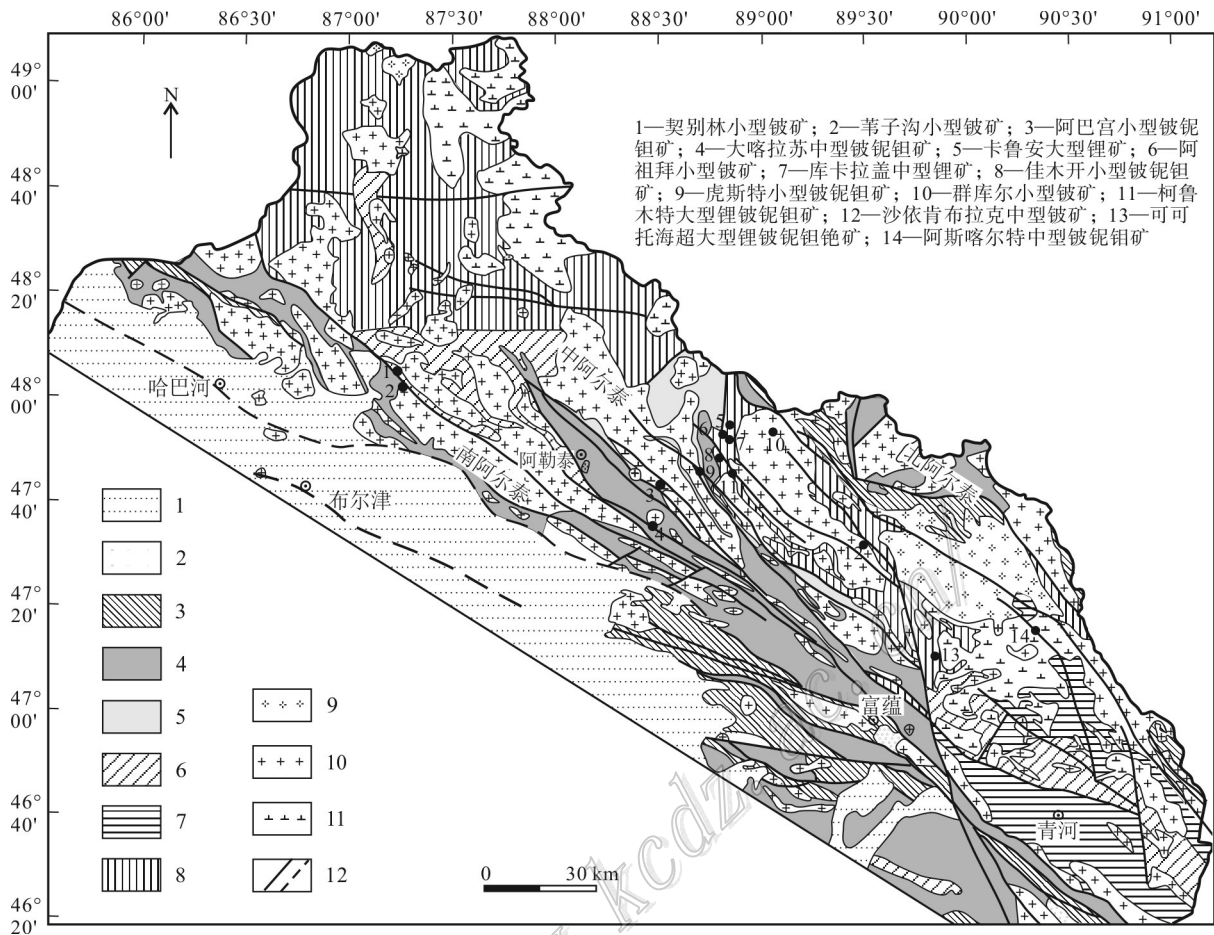 86°00' 86°30' 87°00' 87°30' 88°00' 88°30' 89°00' 89°30' 90°00' 90°30' 91°00'
49°
00'
N
1—契别林小型铍矿；2—苇子沟小型铍矿；3—阿巴宫小型铍铌
钽矿；4—大喀拉苏中型铍铌钽矿；5—卡鲁安大型锂矿；6—阿
祖拜小型铍矿；7—库卡拉盖中型锂矿；8—佳木开小型铍铌钽
矿；9—虎斯特小型铍铌钽矿；10—群库尔小型铍矿；11—柯鲁
木特大型锂铍铌钽矿；12—沙依肯布拉克中型铍矿；13—可可
托海超大型锂铍铌钽铯矿；14—阿斯喀尔特中型铍铌钼矿
48°
40'
48°
20'
48°
00'
47°
40'
47°
20'
47°
00'
46°
40'
46°
20'
中阿尔泰
南阿尔泰
北阿尔泰
哈巴河
布尔津
阿勒泰
富蕴
青河
1
2
3
4
5
6
8
9
10
13
14
1
2
3
4
5
6
7
8
9
10
11
12
0 30 km
kcdz